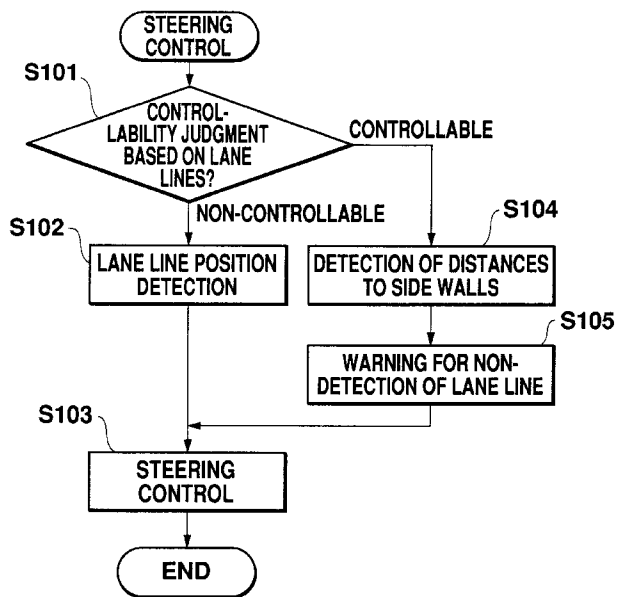 STEERING
CONTROL
S101
CONTROL-
LABILITY JUDGMENT
BASED ON LANE
LINES?
CONTROLLABLE
NON-CONTROLLABLE
S102
LANE LINE POSITION
DETECTION
S104
DETECTION OF DISTANCES
TO SIDE WALLS
S105
WARNING FOR NON-
DETECTION OF LANE LINE
S103
STEERING
CONTROL
END